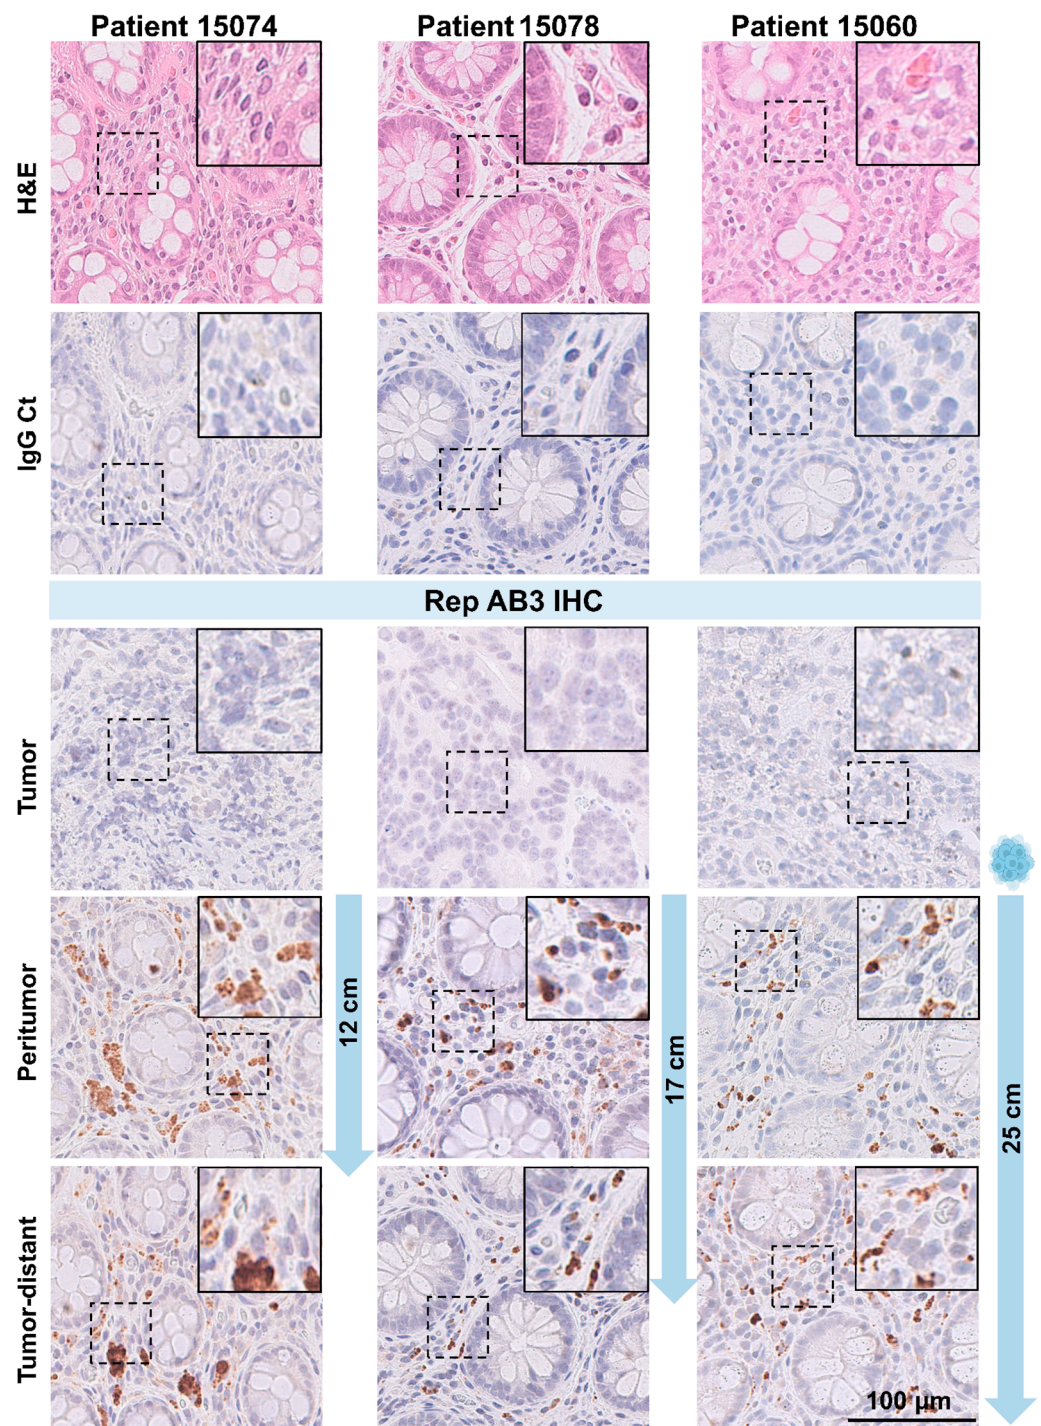 Patient 15074
Patient 15078
Patient 15060
H&E
IgG Ct
Rep AB3 IHC
Tumor
Peritumor
12 cm
17 cm
25 cm
Tumor-distant
100 µm